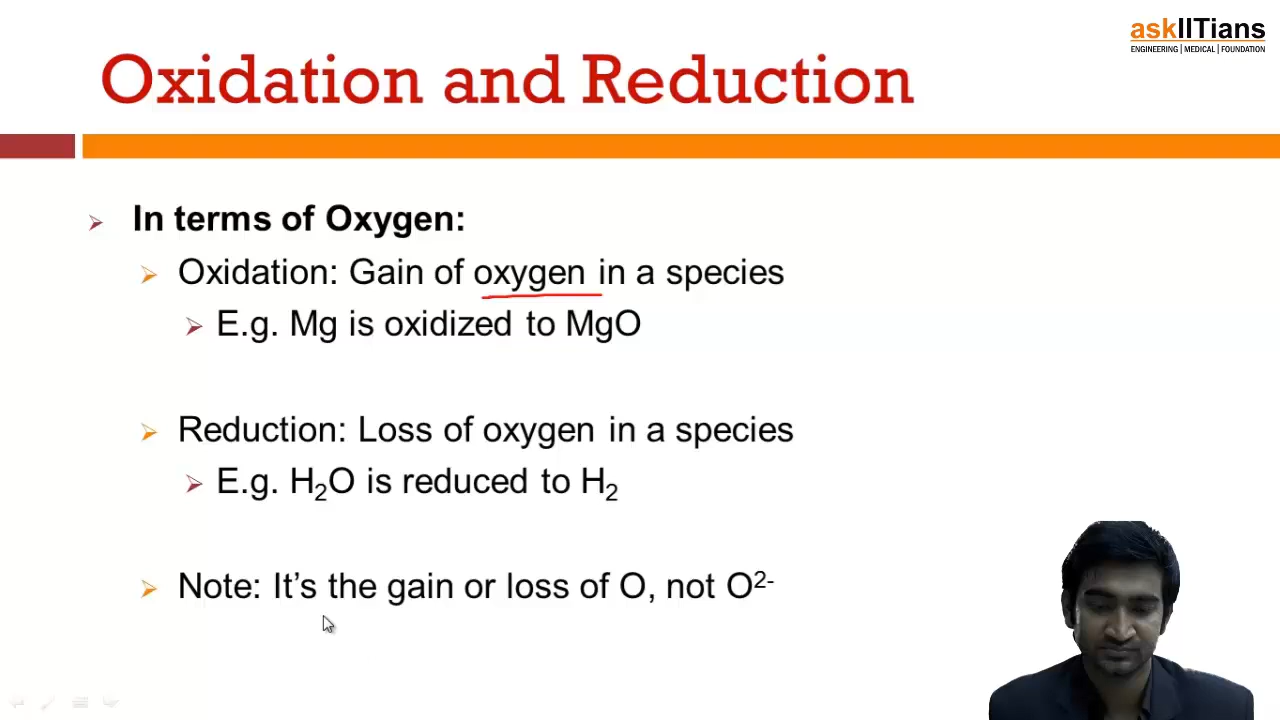 askIITians
ENGINEERING | MEDICAL | FOUNDATION
Oxidation and Reduction
In terms of Oxygen:
Oxidation: Gain of oxygen in a species
E.g. Mg is oxidized to MgO
Reduction: Loss of oxygen in a species
E.g. H₂O is reduced to H₂
Note: It’s the gain or loss of O, not O²⁻